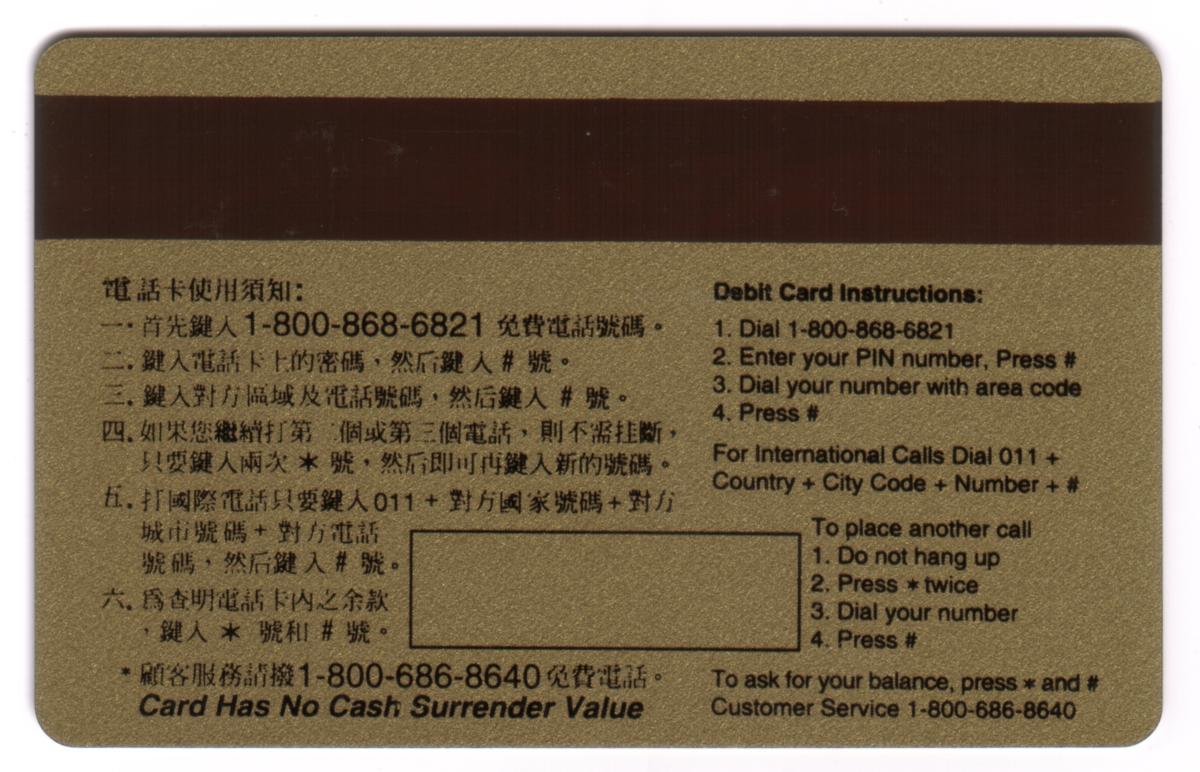 電話卡使用須知:
一. 首先鍵入 1-800-868-6821 免費電話號碼。
二. 鍵入電話卡上的密碼，然后鍵入 # 號。
三. 鍵入對方區域及電話號碼，然后鍵入 # 號。
四. 如果您繼續打第二個或第三個電話，則不需挂斷，
只要鍵入兩次 * 號，然后即可再鍵入新的號碼。
五. 打國際電話只要鍵入 011 + 對方國家號碼 + 對方
城市號碼 + 對方電話
號碼，然后鍵入 # 號。
六. 爲查明電話卡內之余款
，鍵入 * 號和 # 號。
* 顧客服務請撥 1-800-686-8640 免費電話。
Card Has No Cash Surrender Value
Debit Card Instructions:
1. Dial 1-800-868-6821
2. Enter your PIN number, Press #
3. Dial your number with area code
4. Press #
For International Calls Dial 011 +
Country + City Code + Number + #
To place another call
1. Do not hang up
2. Press * twice
3. Dial your number
4. Press #
To ask for your balance, press * and #
Customer Service 1-800-686-8640